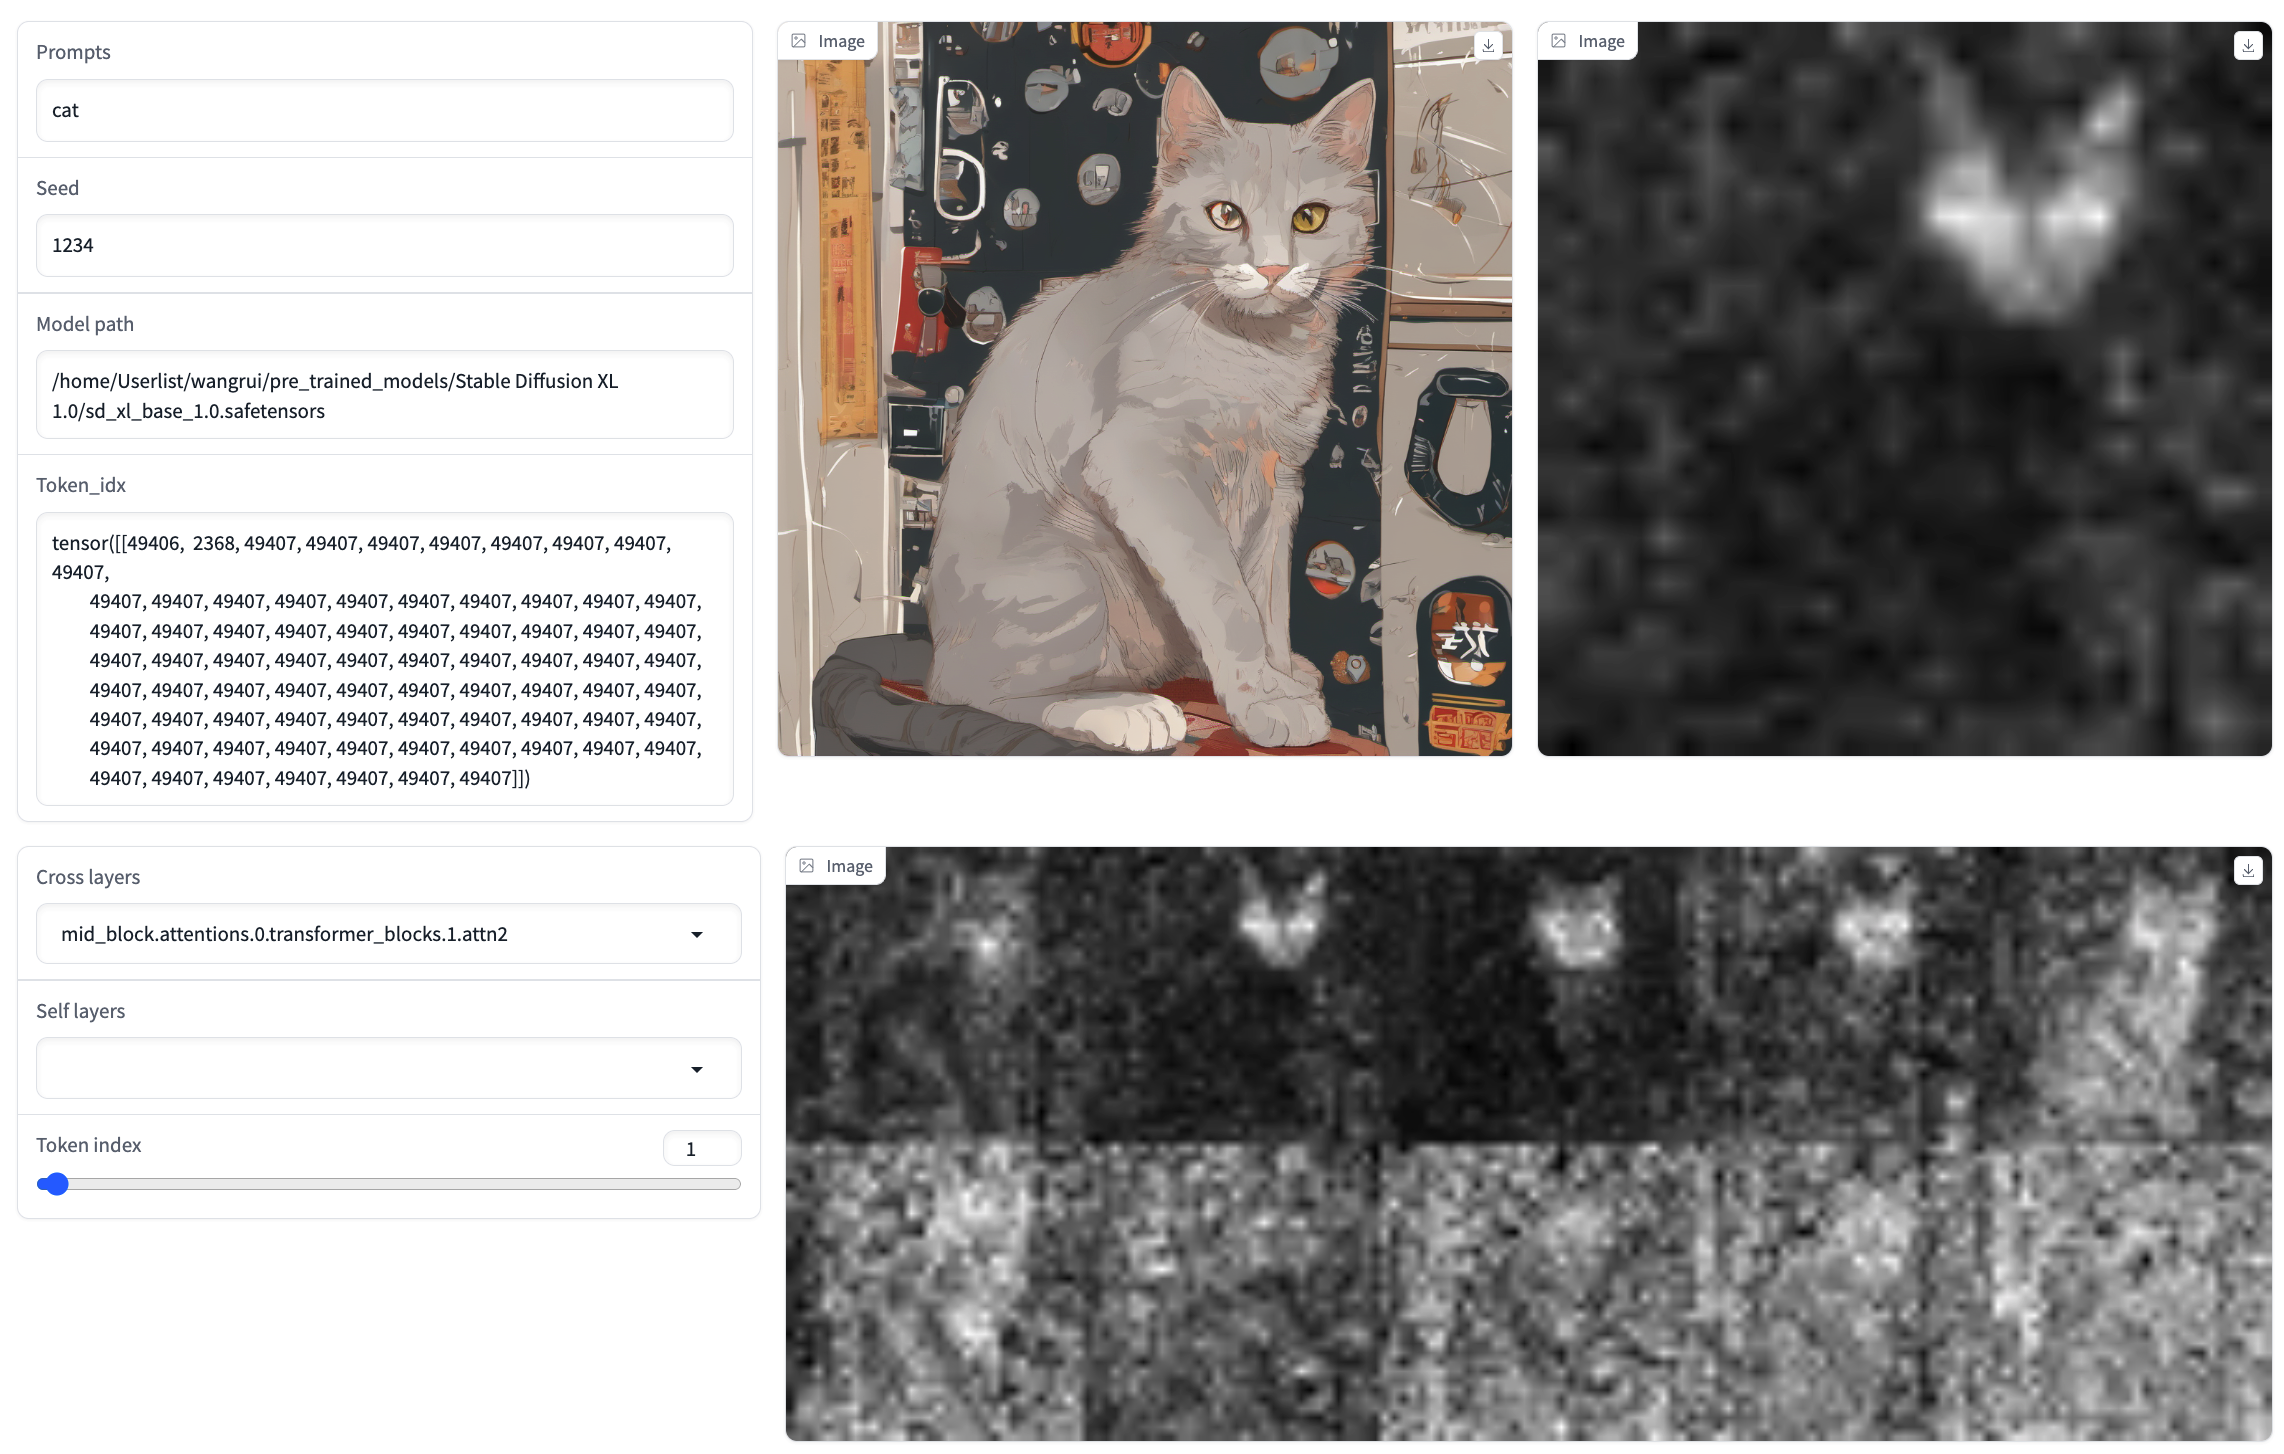 Prompts
cat
Seed
1234
Model path
/home/Userlist/wangrui/pre_trained_models/Stable Diffusion XL
1.0/sd_xl_base_1.0.safetensors
Token_idx
tensor([[49406,  2368, 49407, 49407, 49407, 49407, 49407, 49407, 49407,
49407,
49407, 49407, 49407, 49407, 49407, 49407, 49407, 49407, 49407, 49407,
49407, 49407, 49407, 49407, 49407, 49407, 49407, 49407, 49407, 49407,
49407, 49407, 49407, 49407, 49407, 49407, 49407, 49407, 49407, 49407,
49407, 49407, 49407, 49407, 49407, 49407, 49407, 49407, 49407, 49407,
49407, 49407, 49407, 49407, 49407, 49407, 49407, 49407, 49407, 49407,
49407, 49407, 49407, 49407, 49407, 49407, 49407, 49407, 49407, 49407,
49407, 49407, 49407, 49407, 49407, 49407, 49407]])
Image
Image
Cross layers
mid_block.attentions.0.transformer_blocks.1.attn2
Self layers
Token index
1
Image